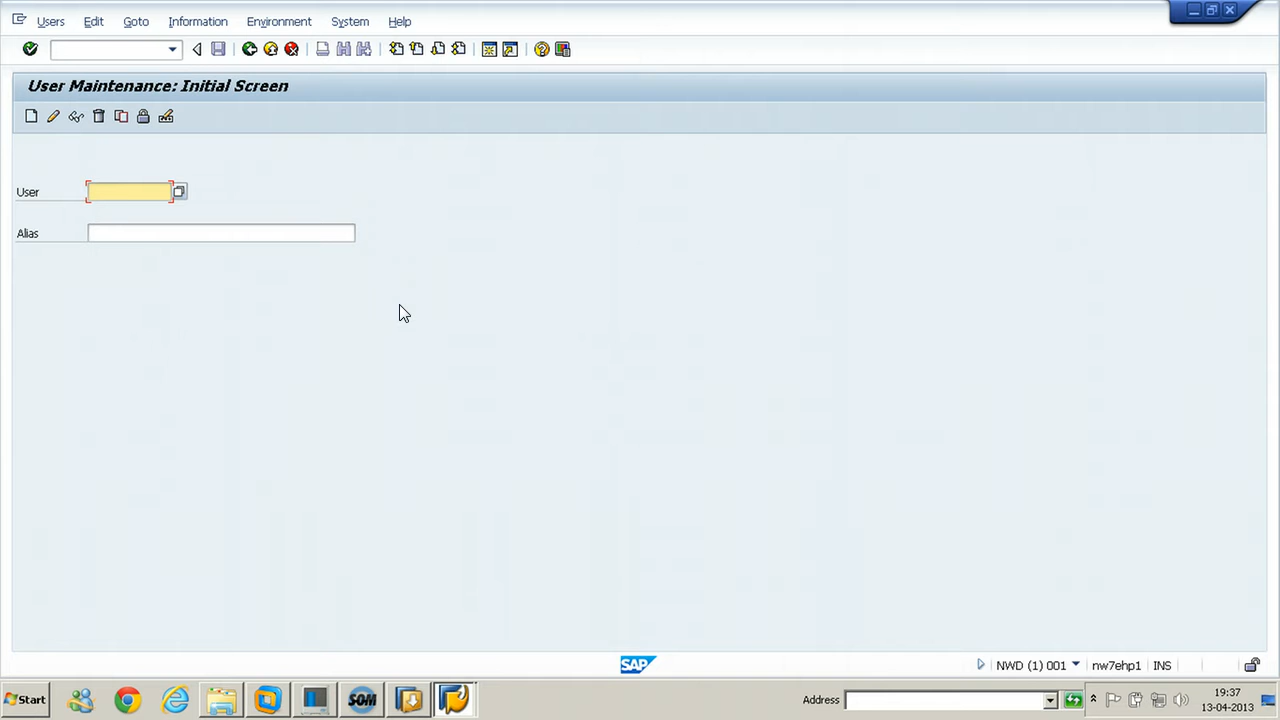 Users Edit Goto Information Environment System Help
User Maintenance: Initial Screen
User
Alias
SAP
NWD (1) 001 nw7ehp1 INS
Start
SOM
Address
19:37
13-04-2013